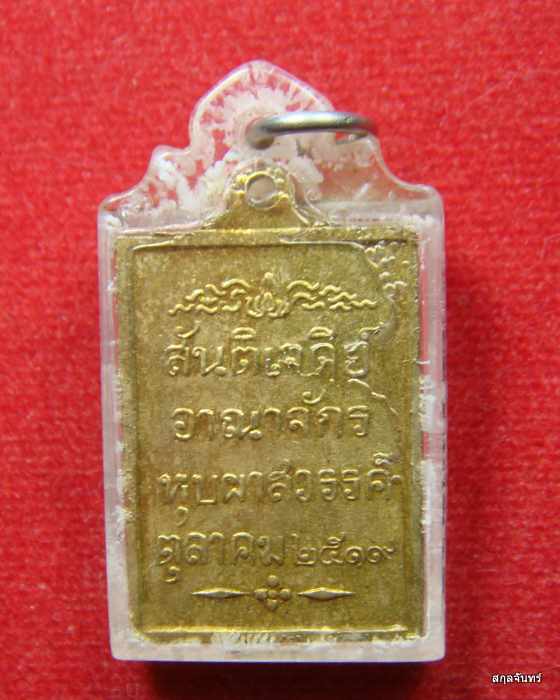 สันติเจดีย์
อาณาจักร
หุบผาสวรรค์
ตุลาคม ๒๕๑๙
สกุลจันทร์